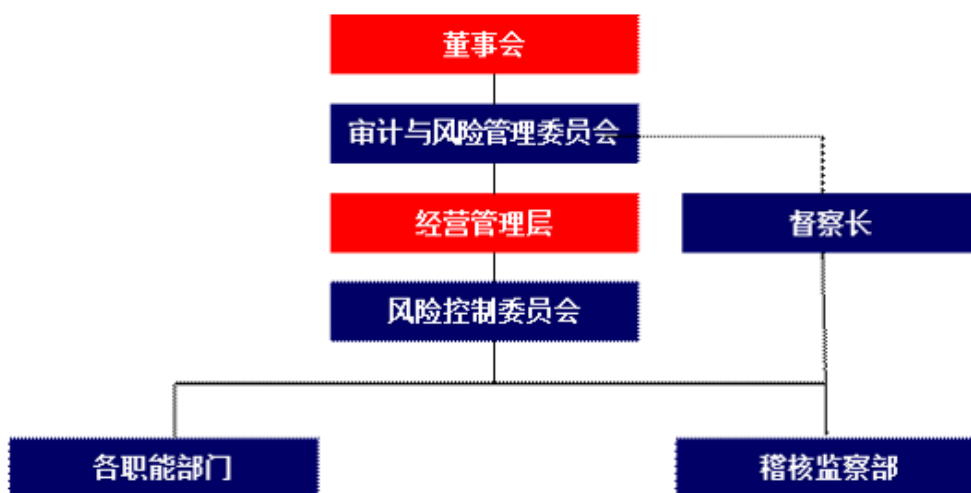 董事会
审计与风险管理委员会
经营管理层
督察长
风险控制委员会
各职能部门
稽核监察部